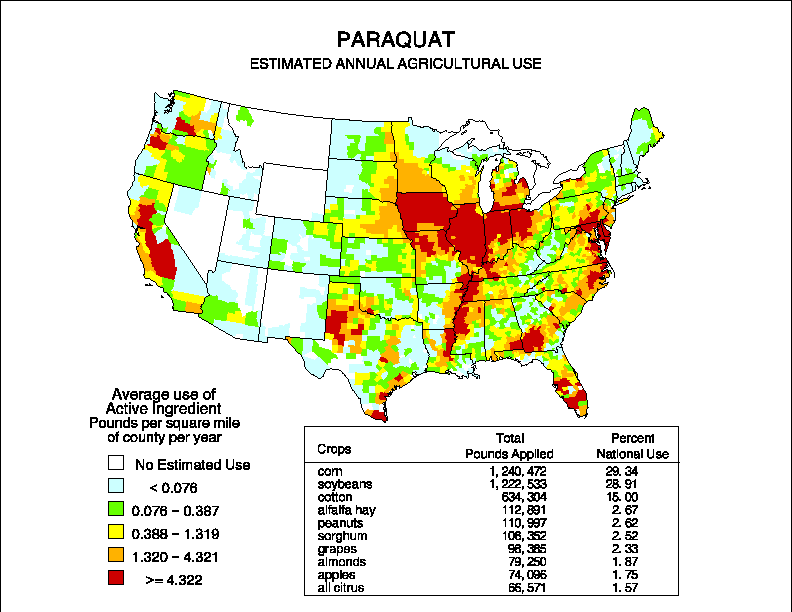 PARAQUAT
ESTIMATED ANNUAL AGRICULTURAL USE
Average use of
Active Ingredient
Pounds per square mile
of county per year
No Estimated Use
< 0.076
0.076 - 0.387
0.388 - 1.319
1.320 - 4.321
>= 4.322
Crops Total Pounds Applied Percent National Use
corn 1, 240, 472 29. 34
soybeans 1, 222, 533 28. 91
cotton 634, 304 15. 00
alfalfa hay 112, 891 2. 67
peanuts 110, 997 2. 62
sorghum 106, 352 2. 52
grapes 98, 385 2. 33
almonds 79, 250 1. 87
apples 74, 096 1. 75
all citrus 66, 571 1. 57